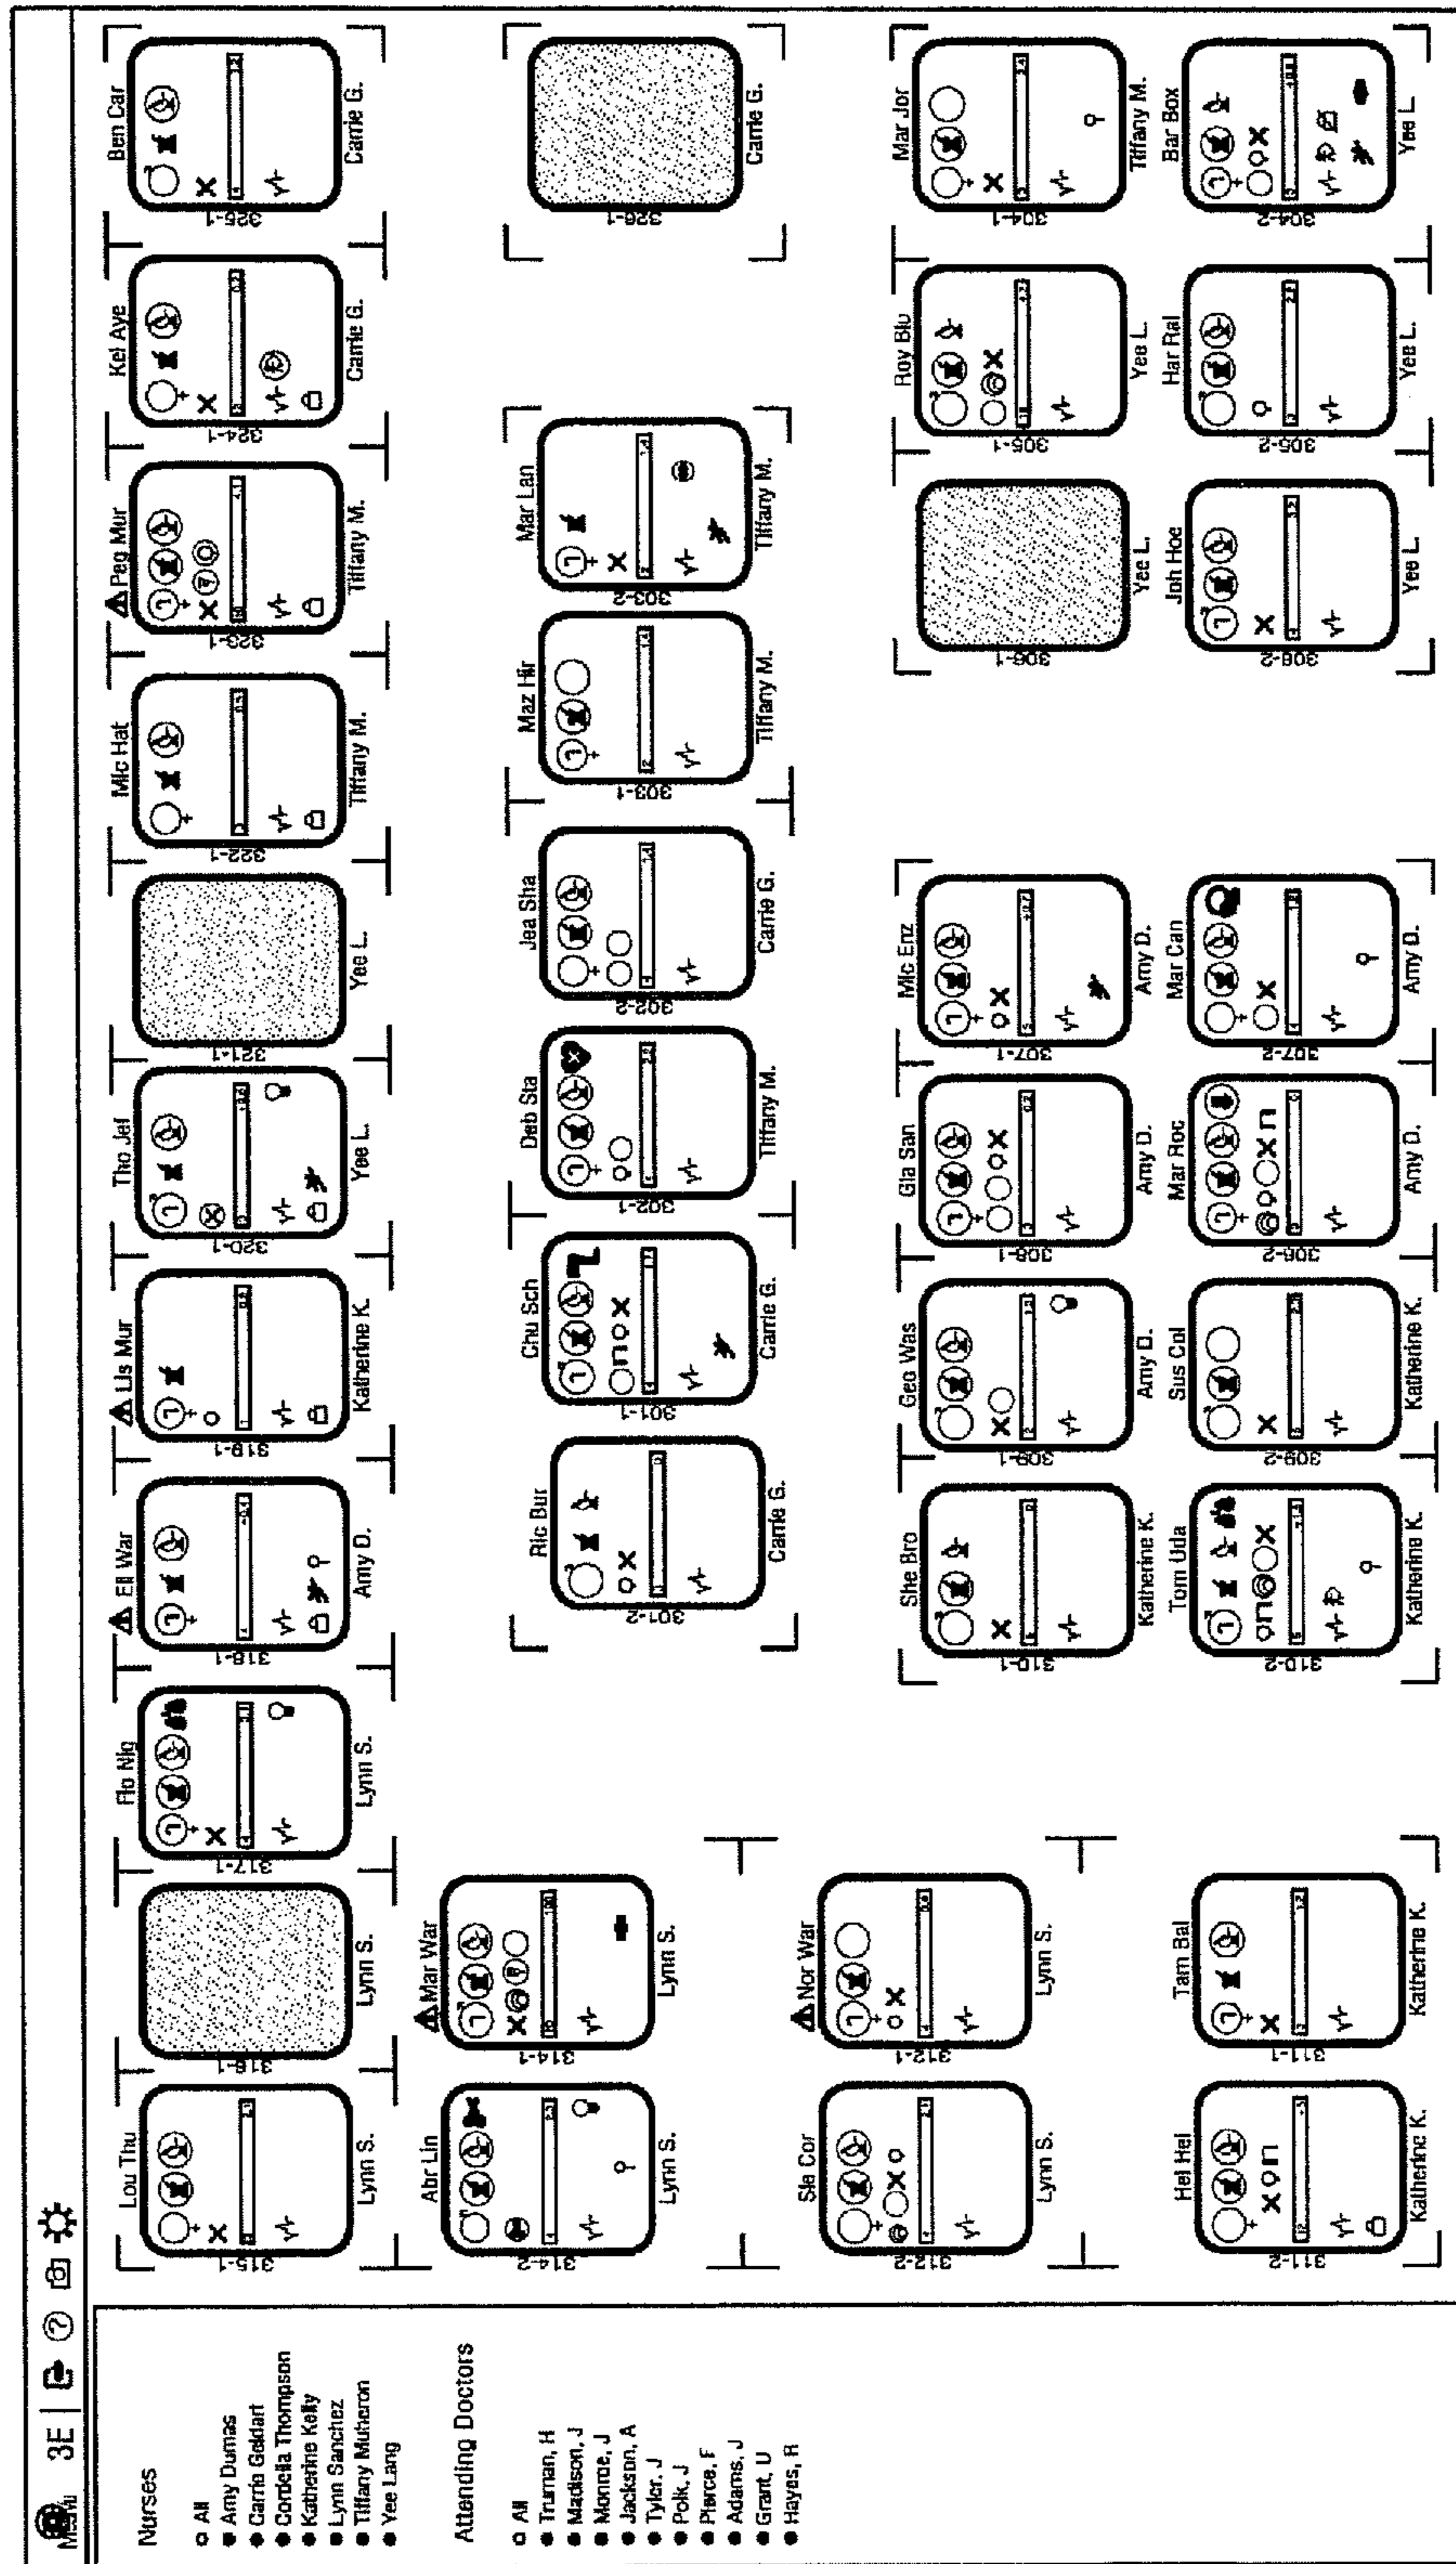 3E
Nurses
All
Amy Dumas
Carrie Geldart
Cordella Thompson
Katherine Kelly
Lynn Sanchez
Tiffany Muheron
Yee Lang
Attending Doctors
All
Truman, H
Madison, J
Monroe, J
Jackson, A
Tyler, J
Polk, J
Pierce, F
Adams, J
Grant, U
Hayes, R
Lou Thu
315-1
Lynn S.
316-1
Lynn S.
Flo Nig
317-1
Lynn S.
Ell War
318-1
Amy D.
Lis Mur
319-1
Katherine K.
Tho Jef
320-1
Yee L.
321-1
Yee L.
Mic Hat
322-1
Tiffany M.
Peg Mur
323-1
Tiffany M.
Kel Aye
324-1
Carrie G.
Ben Car
325-1
Carrie G.
Abr Lin
314-2
Lynn S.
Mar War
314-1
Lynn S.
Ric Bur
301-2
Carrie G.
Chu Sch
301-1
Carrie G.
Deb Sta
302-1
Tiffany M.
Jea Sha
302-2
Carrie G.
Maz Hir
303-1
Tiffany M.
Mar Lan
303-2
Tiffany M.
326-1
Carrie G.
Sle Cor
312-2
Lynn S.
Nor War
312-1
Lynn S.
She Bro
310-1
Katherine K.
Geo Was
309-1
Amy D.
Gla San
308-1
Amy D.
Mic Enz
307-1
Amy D.
306-1
Yee L.
Roy Blu
305-1
Yee L.
Mar Jor
304-1
Tiffany M.
Hel Hel
311-2
Katherine K.
Tam Bal
311-1
Katherine K.
Tom Uda
310-2
Katherine K.
Sus Col
309-2
Katherine K.
Mar Roc
Amy D.
Mar Can
307-2
Amy D.
Joh Hoe
Yee L.
Har Ral
305-2
Yee L.
Bar Box
304-2
Yee L.